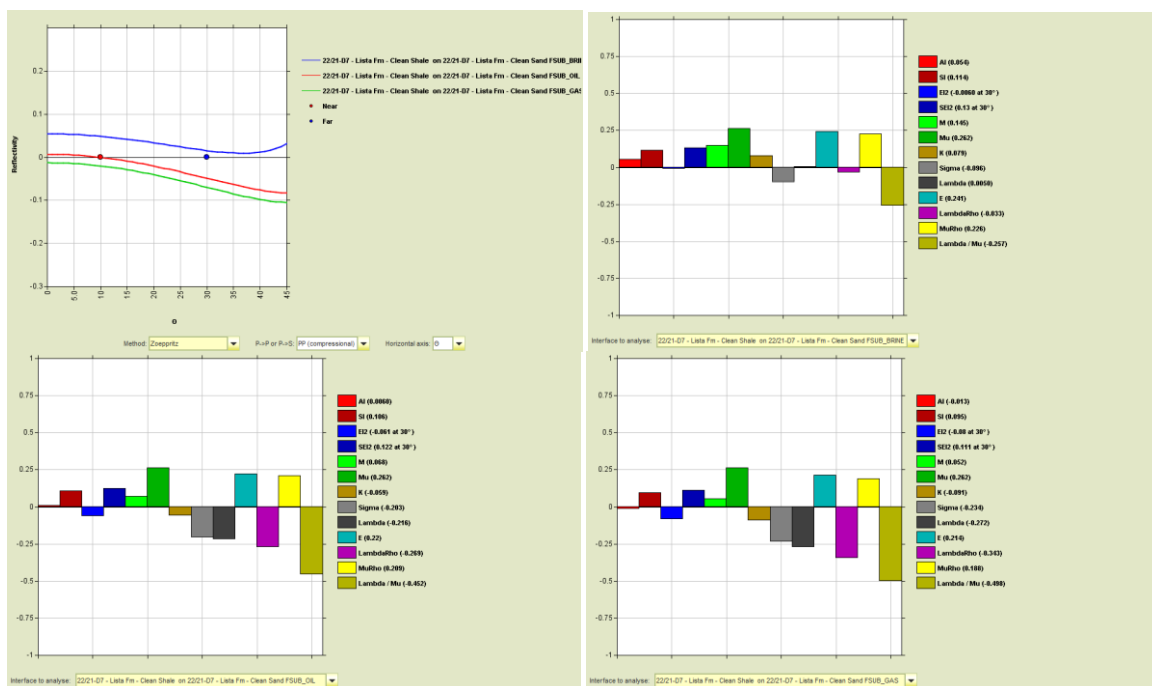 22/21-D7 - Lista Fm - Clean Shale on 22/21-D7 - Lista Fm - Clean Sand FSUB_BRIN
22/21-D7 - Lista Fm - Clean Shale on 22/21-D7 - Lista Fm - Clean Sand FSUB_OIL
22/21-D7 - Lista Fm - Clean Shale on 22/21-D7 - Lista Fm - Clean Sand FSUB_GAS
Near
Far
Reflectivity
0.2
0.1
0
-0.1
-0.2
-0.3
0 5.0 10 15 20 25 30 35 40 45
Θ
Method: Zoeppritz P->P or P->S: PP (compressional) Horizontal axis: Θ
1
0.75
0.5
0.25
0
-0.25
-0.5
-0.75
-1
AI (0.054)
SI (0.114)
EI2 (-0.0060 at 30°)
SEI2 (0.13 at 30°)
M (0.145)
Mu (0.262)
K (0.079)
Sigma (-0.096)
Lambda (0.0050)
E (0.241)
LambdaRho (-0.033)
MuRho (0.226)
Lambda / Mu (-0.257)
Interface to analyse: 22/21-D7 - Lista Fm - Clean Shale on 22/21-D7 - Lista Fm - Clean Sand FSUB_BRINE
1
0.75
0.5
0.25
0
-0.25
-0.5
-0.75
-1
AI (0.0060)
SI (0.106)
EI2 (-0.061 at 30°)
SEI2 (0.122 at 30°)
M (0.068)
Mu (0.262)
K (-0.059)
Sigma (-0.203)
Lambda (-0.216)
E (0.22)
LambdaRho (-0.269)
MuRho (0.209)
Lambda / Mu (-0.452)
Interface to analyse: 22/21-D7 - Lista Fm - Clean Shale on 22/21-D7 - Lista Fm - Clean Sand FSUB_OIL
1
0.75
0.5
0.25
0
-0.25
-0.5
-0.75
-1
AI (-0.013)
SI (0.095)
EI2 (-0.08 at 30°)
SEI2 (0.111 at 30°)
M (0.052)
Mu (0.262)
K (-0.091)
Sigma (-0.234)
Lambda (-0.272)
E (0.214)
LambdaRho (-0.343)
MuRho (0.188)
Lambda / Mu (-0.498)
Interface to analyse: 22/21-D7 - Lista Fm - Clean Shale on 22/21-D7 - Lista Fm - Clean Sand FSUB_GAS